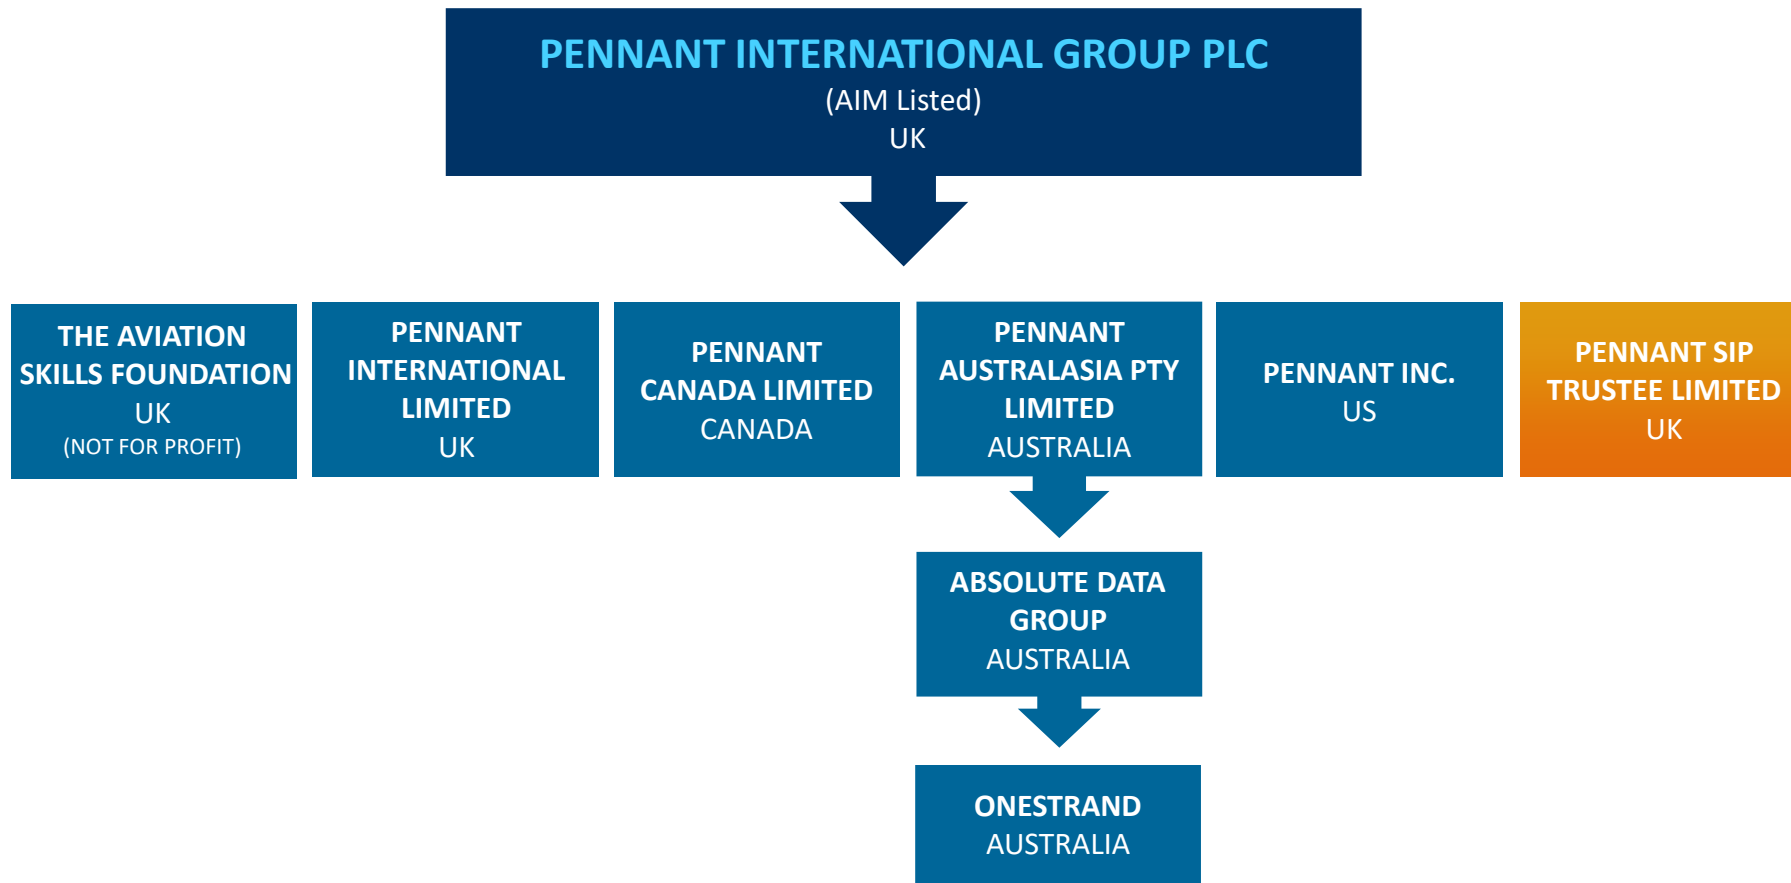 PENNANT INTERNATIONAL GROUP PLC
(AIM Listed)
UK
THE AVIATION
SKILLS FOUNDATION
UK
(NOT FOR PROFIT)
PENNANT
INTERNATIONAL
LIMITED
UK
PENNANT
CANADA LIMITED
CANADA
PENNANT
AUSTRALASIA PTY
LIMITED
AUSTRALIA
PENNANT INC.
US
PENNANT SIP
TRUSTEE LIMITED
UK
ABSOLUTE DATA
GROUP
AUSTRALIA
ONESTRAND
AUSTRALIA